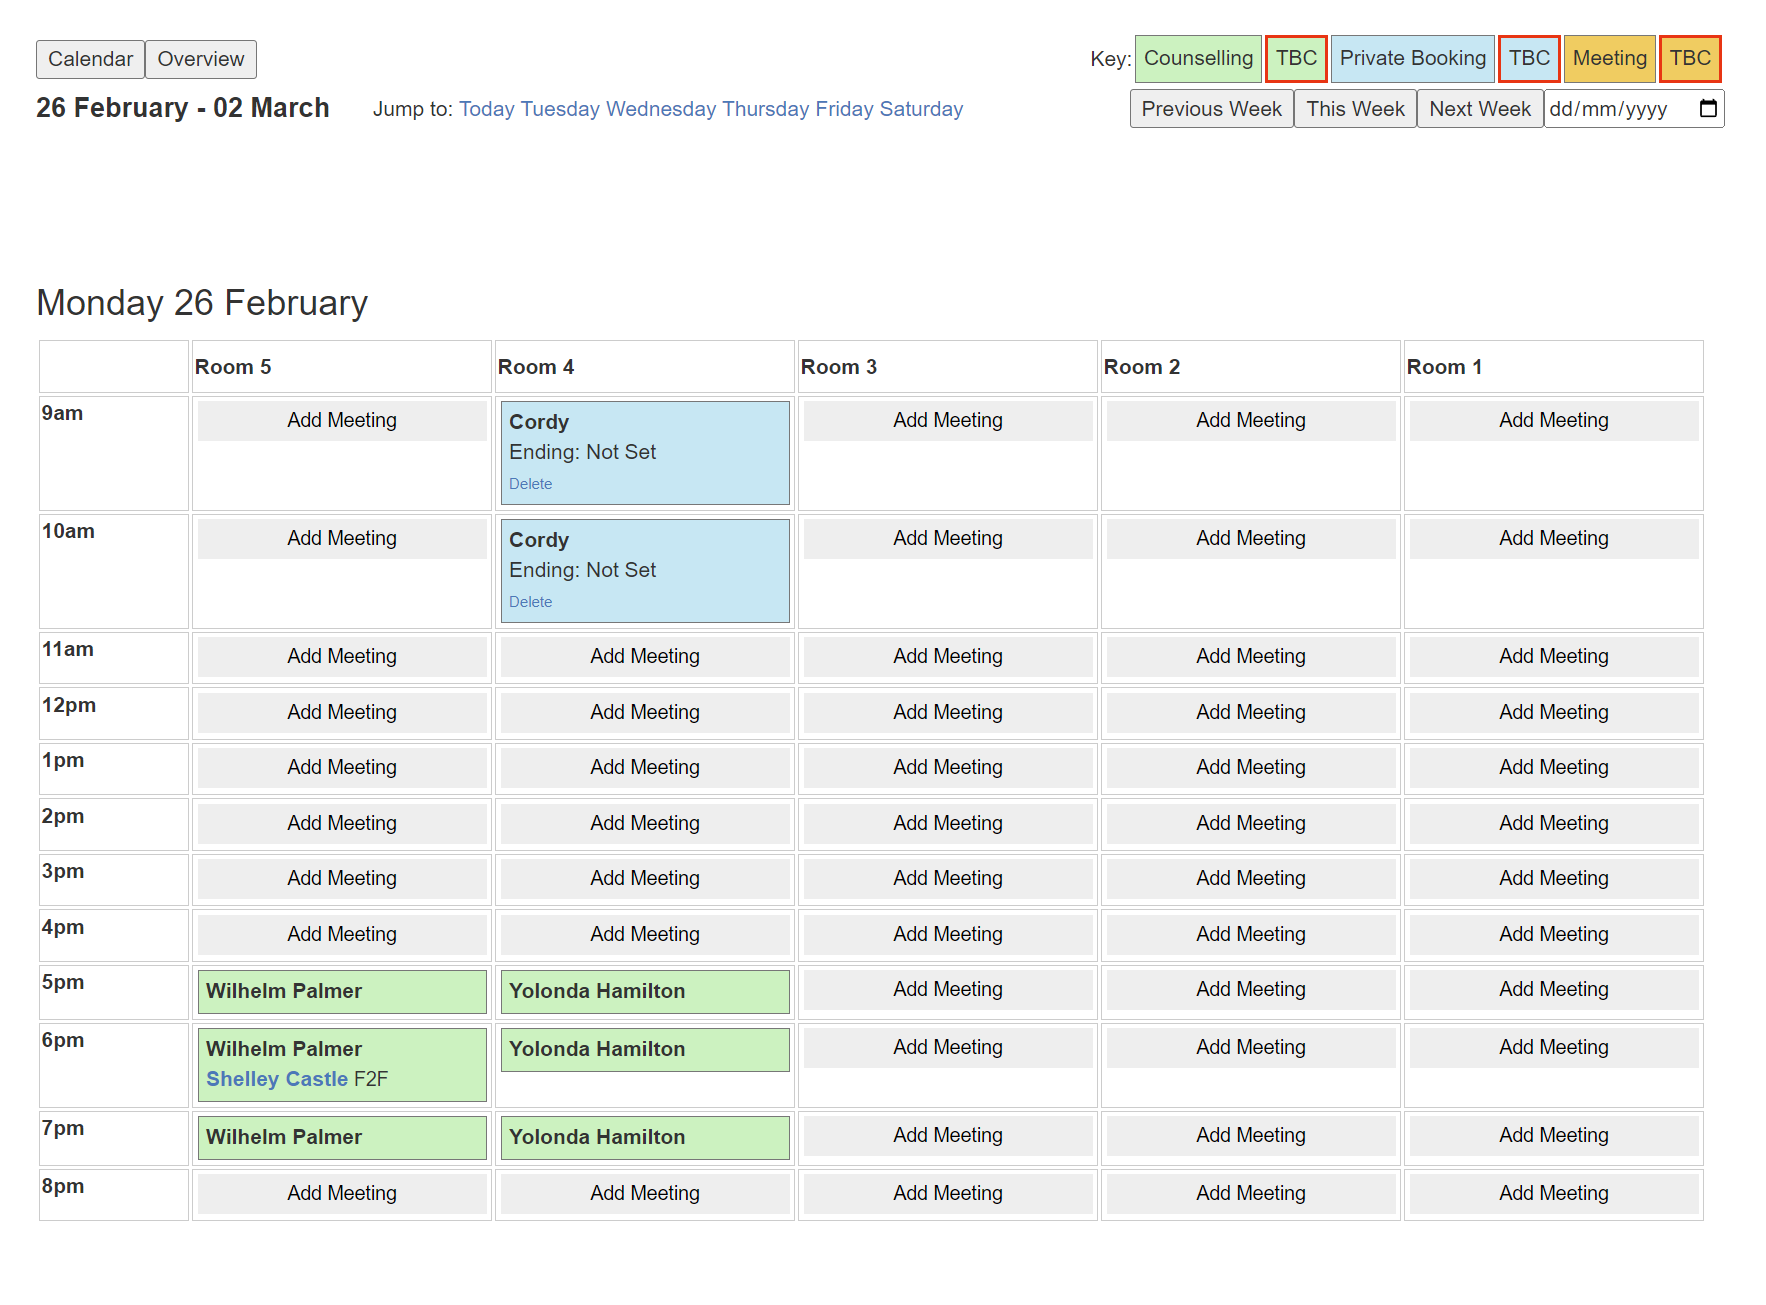 Calendar Overview Key: Counselling TBC Private Booking TBC Meeting TBC
26 February - 02 March Jump to: Today Tuesday Wednesday Thursday Friday Saturday Previous Week This Week Next Week dd/mm/yyyy
Monday 26 February
Room 5 Room 4 Room 3 Room 2 Room 1
9am Add Meeting Cordy Add Meeting Add Meeting Add Meeting
Ending: Not Set
Delete
10am Add Meeting Cordy Add Meeting Add Meeting Add Meeting
Ending: Not Set
Delete
11am Add Meeting Add Meeting Add Meeting Add Meeting Add Meeting
12pm Add Meeting Add Meeting Add Meeting Add Meeting Add Meeting
1pm Add Meeting Add Meeting Add Meeting Add Meeting Add Meeting
2pm Add Meeting Add Meeting Add Meeting Add Meeting Add Meeting
3pm Add Meeting Add Meeting Add Meeting Add Meeting Add Meeting
4pm Add Meeting Add Meeting Add Meeting Add Meeting Add Meeting
5pm Wilhelm Palmer Yolonda Hamilton Add Meeting Add Meeting Add Meeting
6pm Wilhelm Palmer Yolonda Hamilton Add Meeting Add Meeting Add Meeting
Shelley Castle F2F
7pm Wilhelm Palmer Yolonda Hamilton Add Meeting Add Meeting Add Meeting
8pm Add Meeting Add Meeting Add Meeting Add Meeting Add Meeting